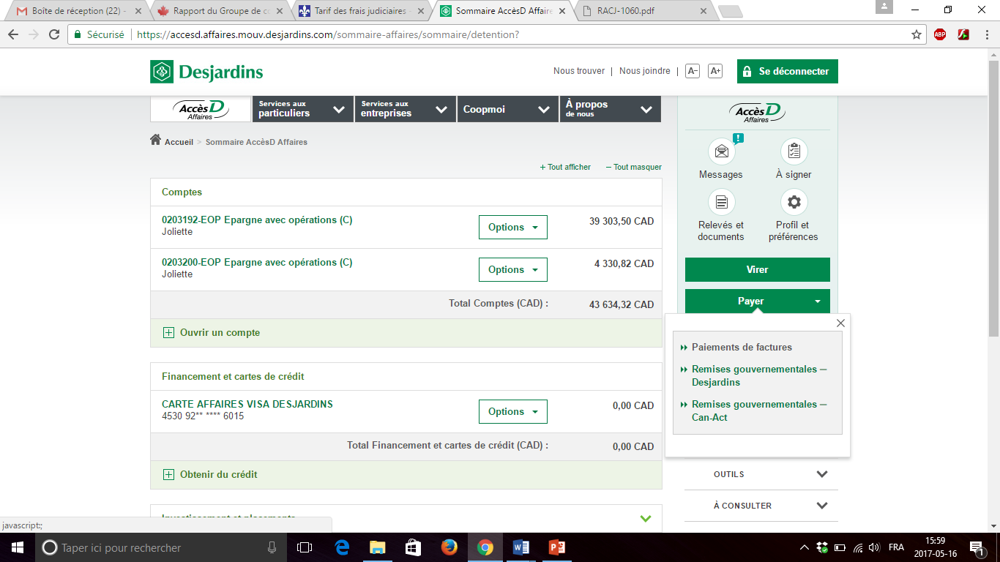 Boîte de réception (22) -
Rapport du Groupe de c
Tarif des frais judiciaires -
Sommaire AccèsD Affaire
RACJ-1060.pdf
Sécurisé
https://accesd.affaires.mouv.desjardins.com/sommaire-affaires/sommaire/detention?
ABP
Desjardins
Nous trouver | Nous joindre | A− A+
Se déconnecter
AccèsD
Affaires
Services aux
particuliers
Services aux
entreprises
Coopmoi
À propos
de nous
Accueil > Sommaire AccèsD Affaires
+ Tout afficher − Tout masquer
Comptes
0203192-EOP Epargne avec opérations (C)
Joliette
Options
39 303,50 CAD
0203200-EOP Epargne avec opérations (C)
Joliette
Options
4 330,82 CAD
Total Comptes (CAD) : 43 634,32 CAD
Ouvrir un compte
Financement et cartes de crédit
CARTE AFFAIRES VISA DESJARDINS
4530 92** **** 6015
Options
0,00 CAD
Total Financement et cartes de crédit (CAD) : 0,00 CAD
Obtenir du crédit
Investissement et placements
AccèsD
Affaires
!
Messages
À signer
Relevés et
documents
Profil et
préférences
Virer
Payer
Paiements de factures
Remises gouvernementales —
Desjardins
Remises gouvernementales —
Can-Act
OUTILS
À CONSULTER
javascript:;
Taper ici pour rechercher
FRA
15:59
2017-05-16
1